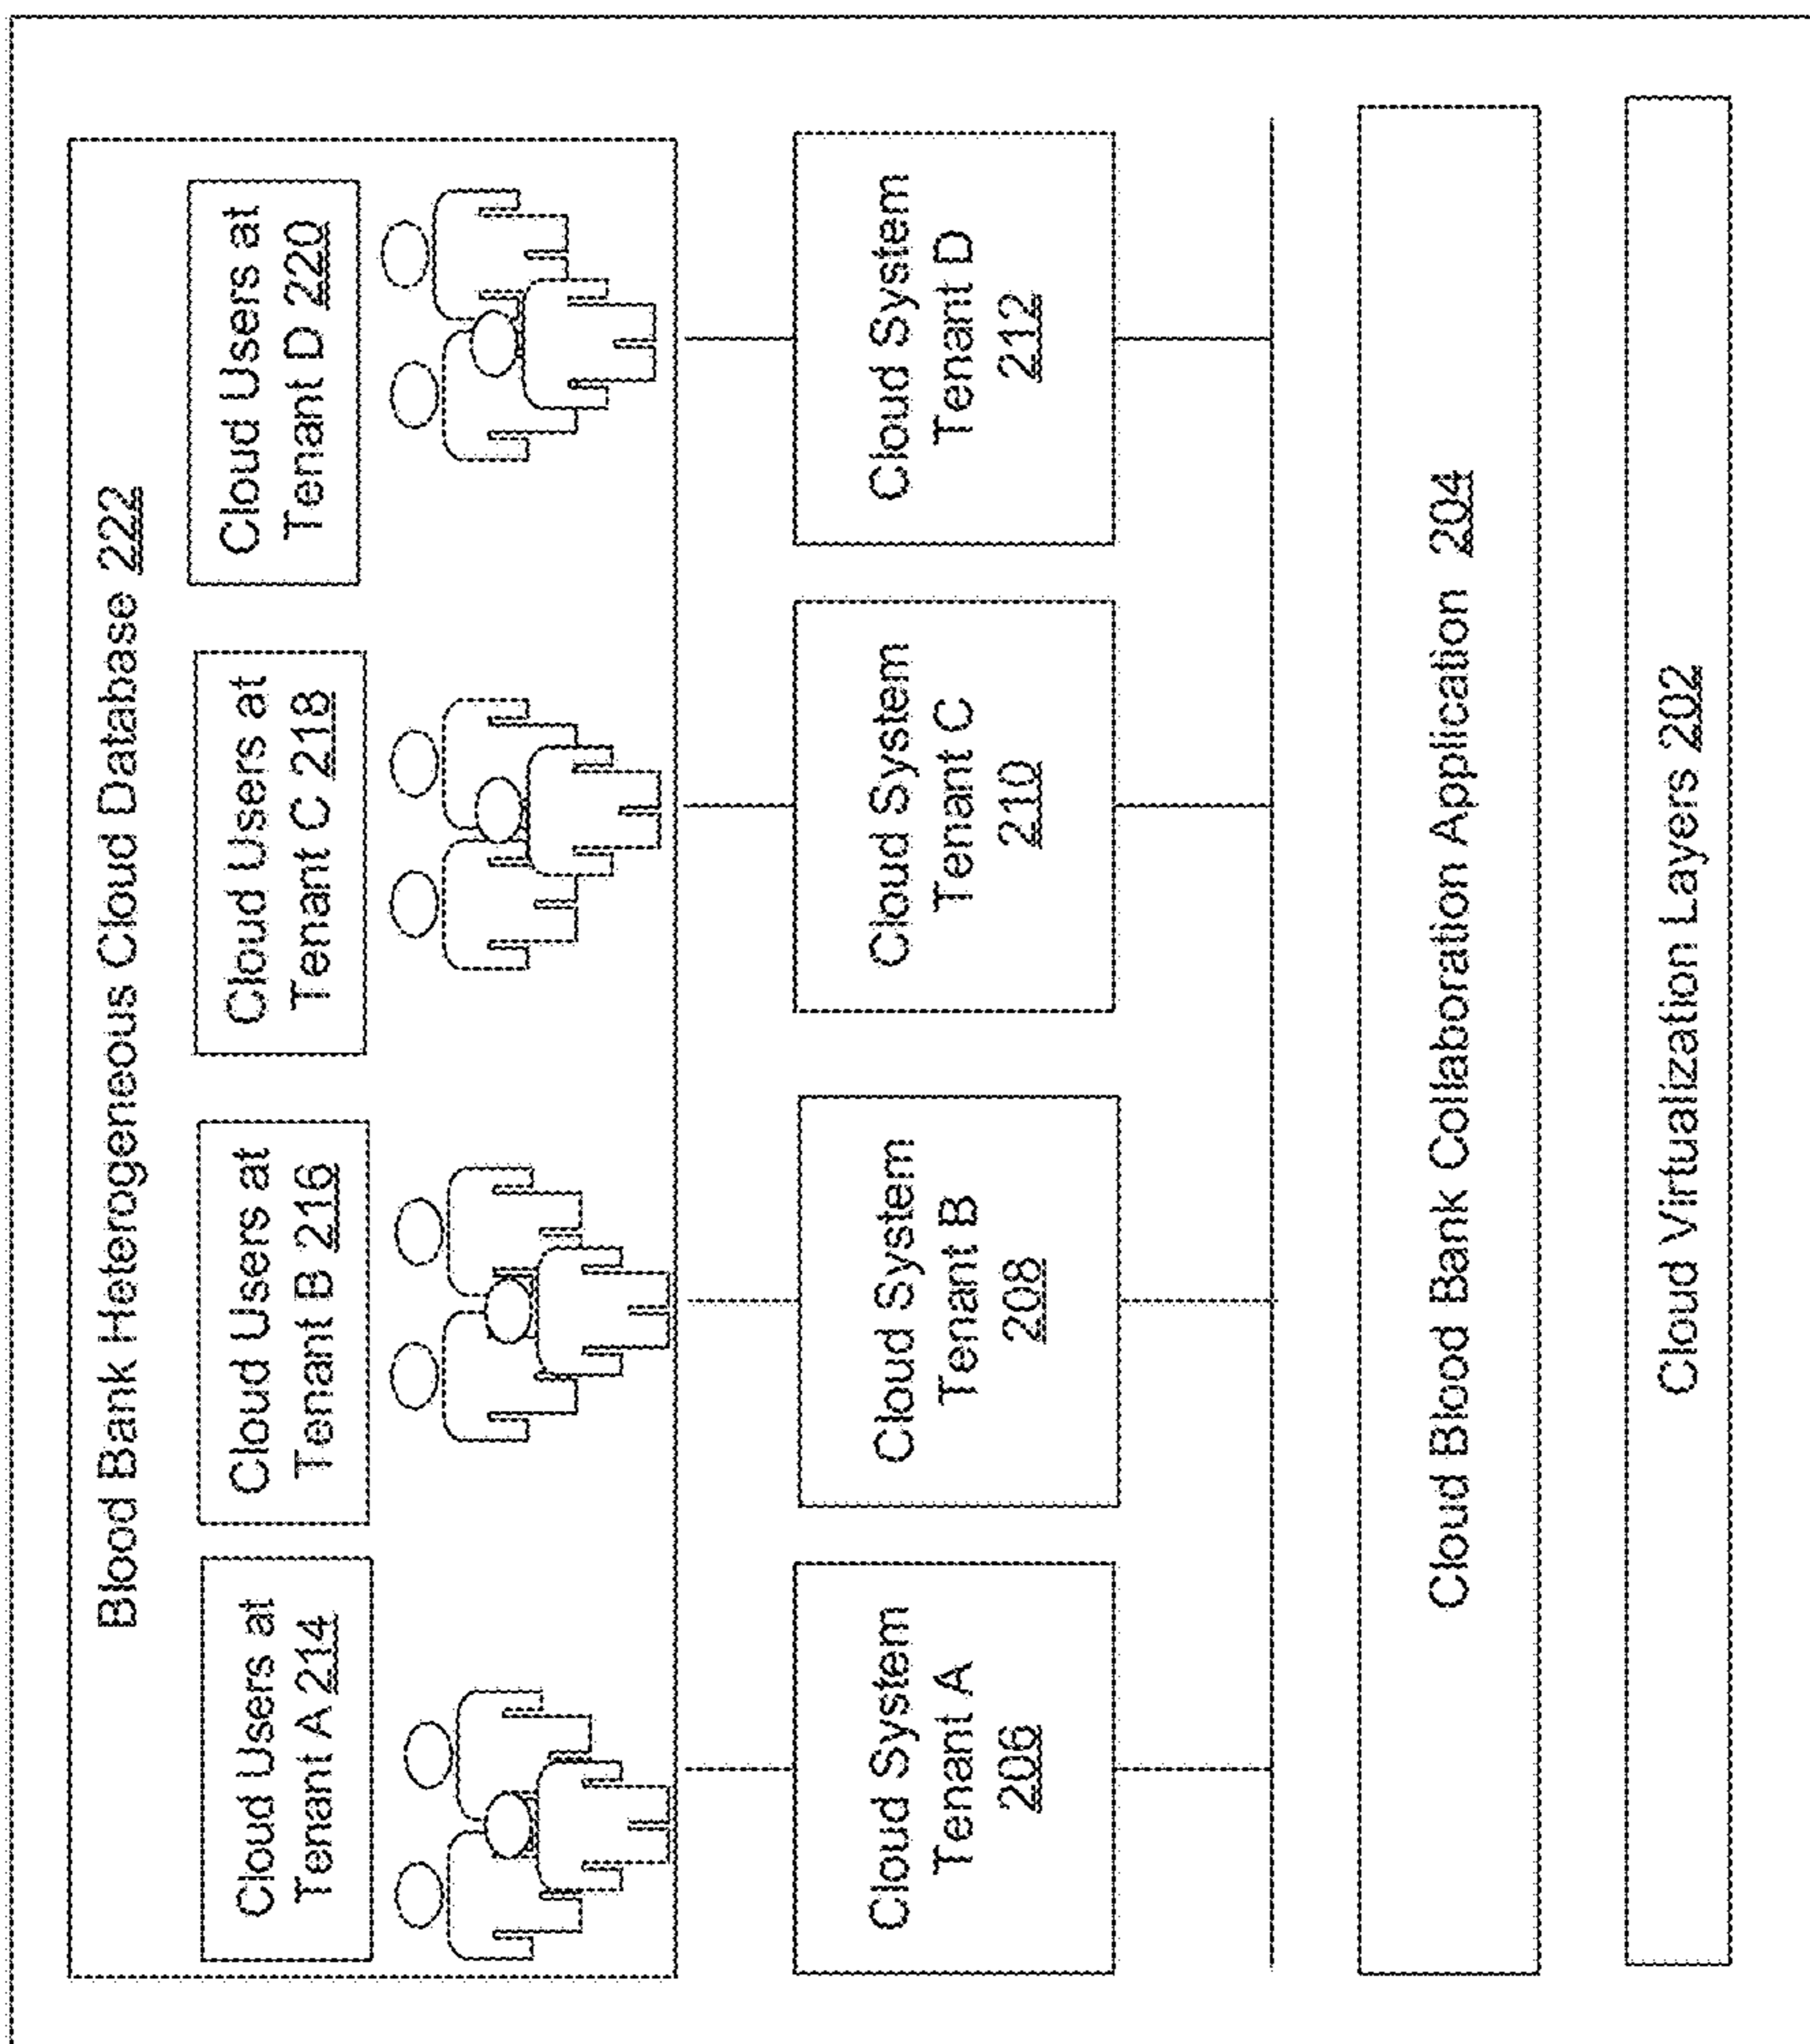 Blood Bank Heterogeneous Cloud Database 222
Cloud Users at
Tenant A 214
Cloud Users at
Tenant B 216
Cloud Users at
Tenant C 218
Cloud Users at
Tenant D 220
Cloud System
Tenant A
206
Cloud System
Tenant B
208
Cloud System
Tenant C
210
Cloud System
Tenant D
212
Cloud Blood Bank Collaboration Application 204
Cloud Virtualization Layers 202